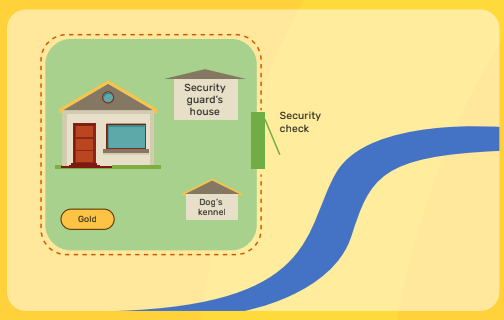 Security
guard's
house
Security
check
Dog's
kennel
Gold